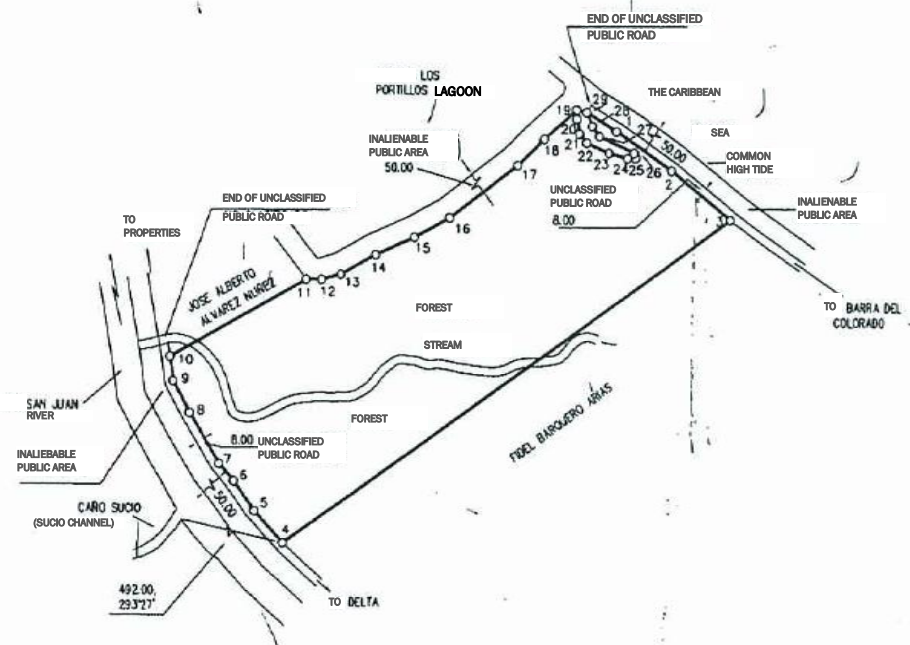 END OF UNCLASSIFIED
PUBLIC ROAD
LOS
PORTILLOS LAGOON
THE CARIBBEAN
SEA
COMMON
HIGH TIDE
INALIENABLE
PUBLIC AREA
INALIENABLE
PUBLIC AREA
50.00
50.00
UNCLASSIFIED
PUBLIC ROAD
8.00
29
28
1
27
26
25
24
23
22
21
20
19
18
17
16
15
14
13
12
11
2
3
END OF UNCLASSIFIED
PUBLIC ROAD
TO
PROPERTIES
JOSE ALBERTO
ALVAREZ NUÑEZ
TO BARRA DEL
COLORADO
FOREST
STREAM
FOREST
FIDEL BARQUERO ARIAS
10
9
8
7
6
5
4
SAN JUAN
RIVER
8.00 UNCLASSIFIED
PUBLIC ROAD
INALIEBABLE
PUBLIC AREA
50.00
CAÑO SUCIO
(SUCIO CHANNEL)
492.00,
293°27'
TO DELTA